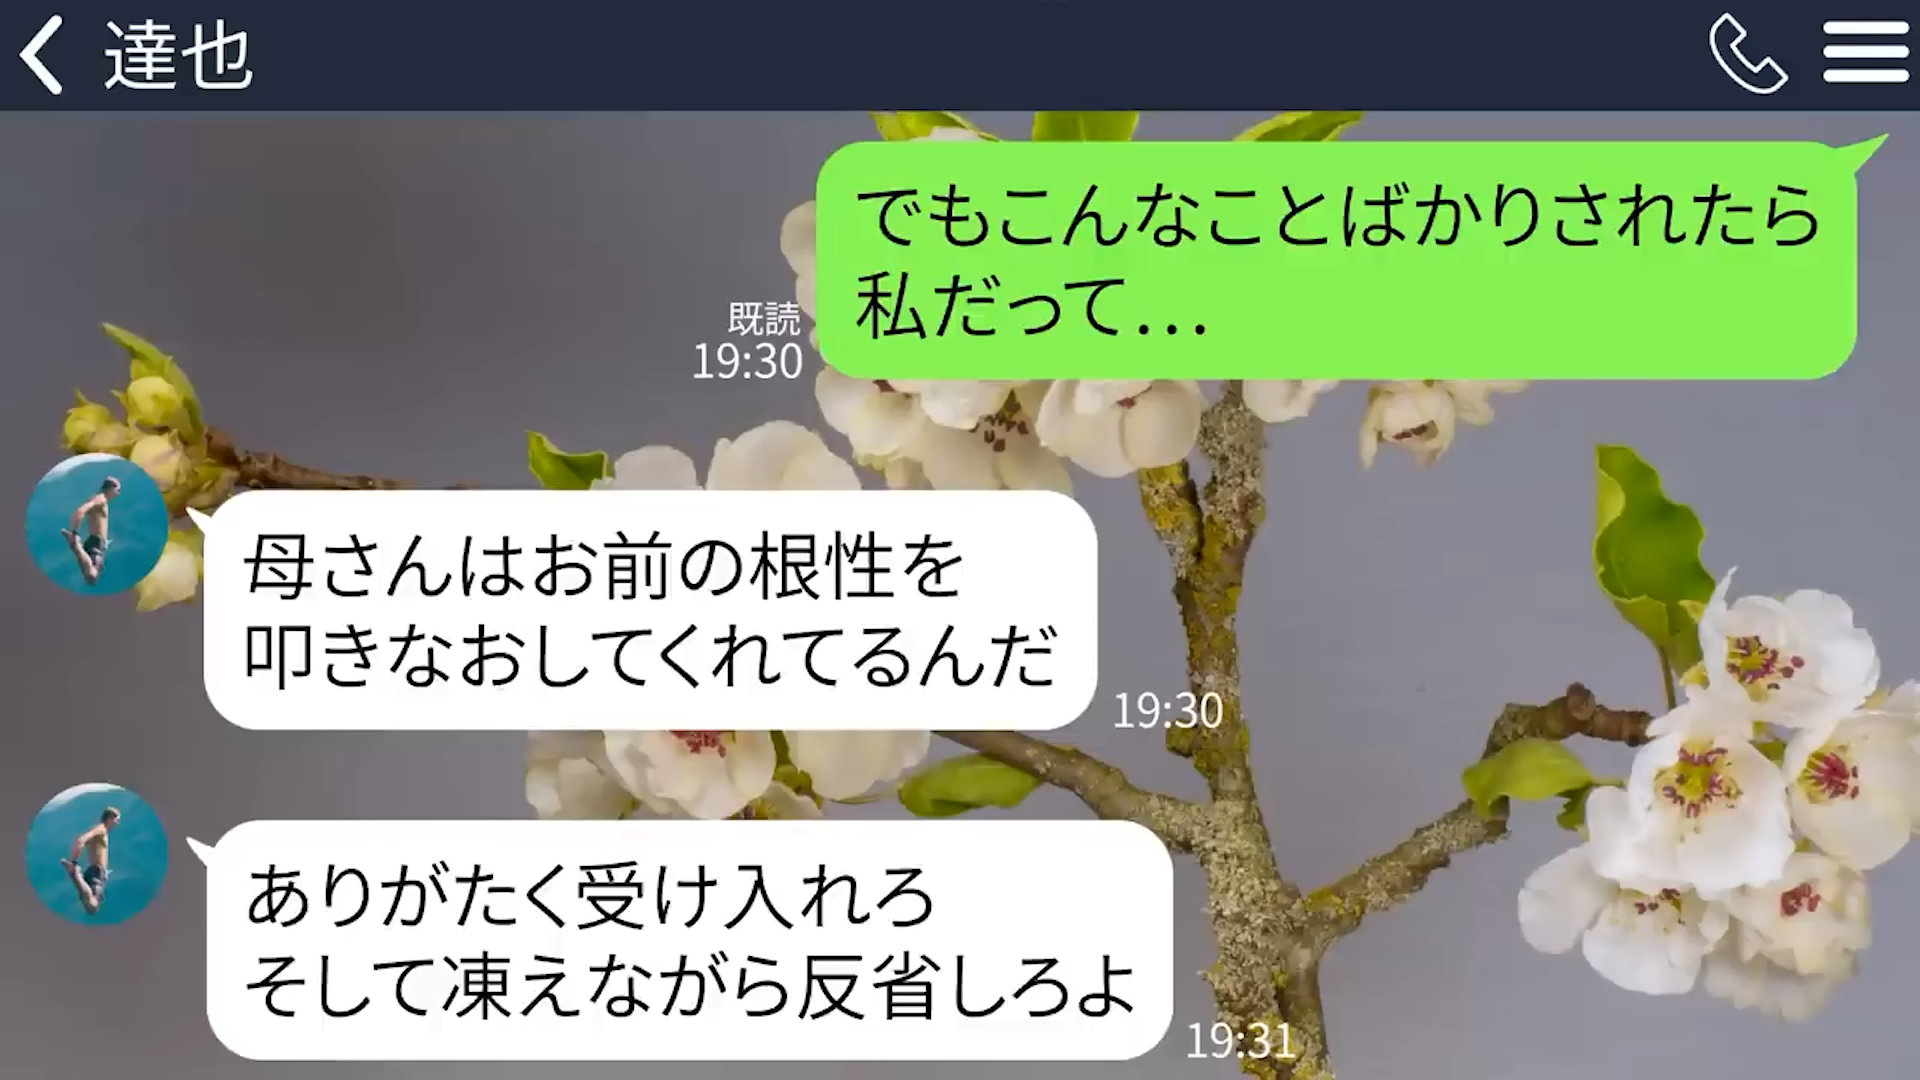 達也
でもこんなことばかりされたら
私だって…
既読
19:30
母さんはお前の根性を
叩きなおしてくれてるんだ
19:30
ありがたく受け入れろ
そして凍えながら反省しろよ
19:31